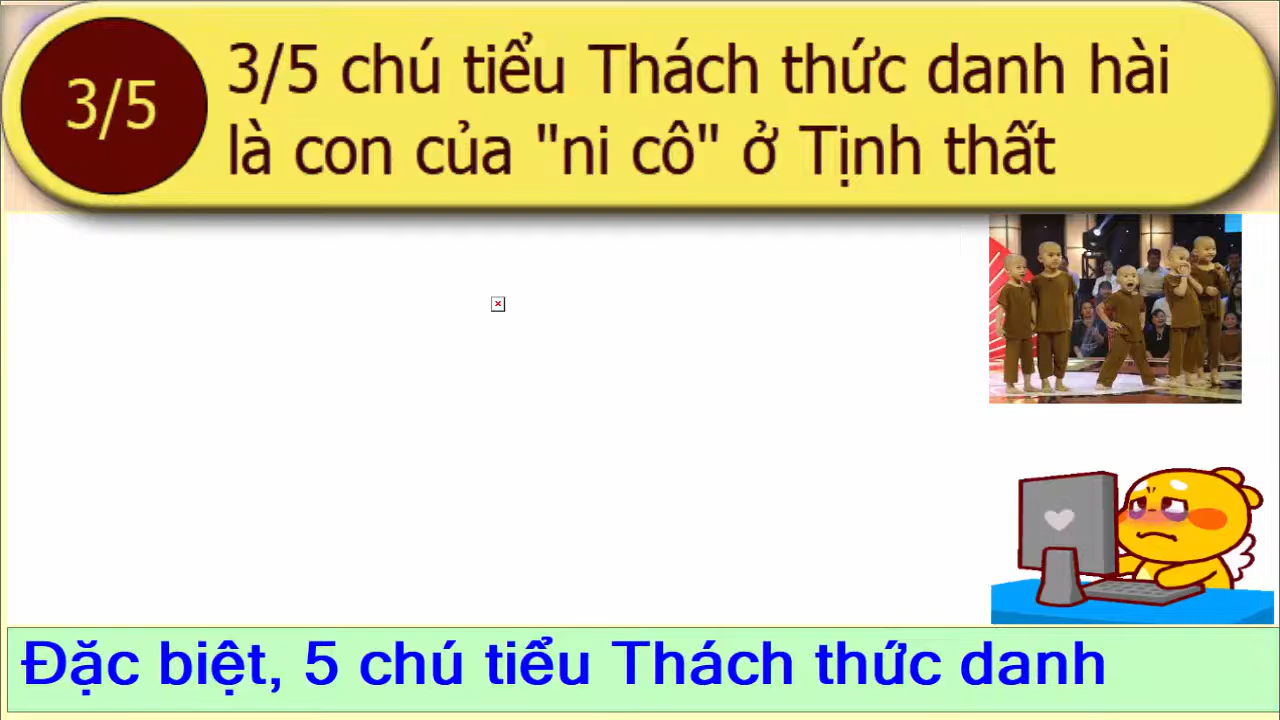 3/5
3/5 chú tiểu Thách thức danh hài
là con của "ni cô" ở Tịnh thất
Đặc biệt, 5 chú tiểu Thách thức danh